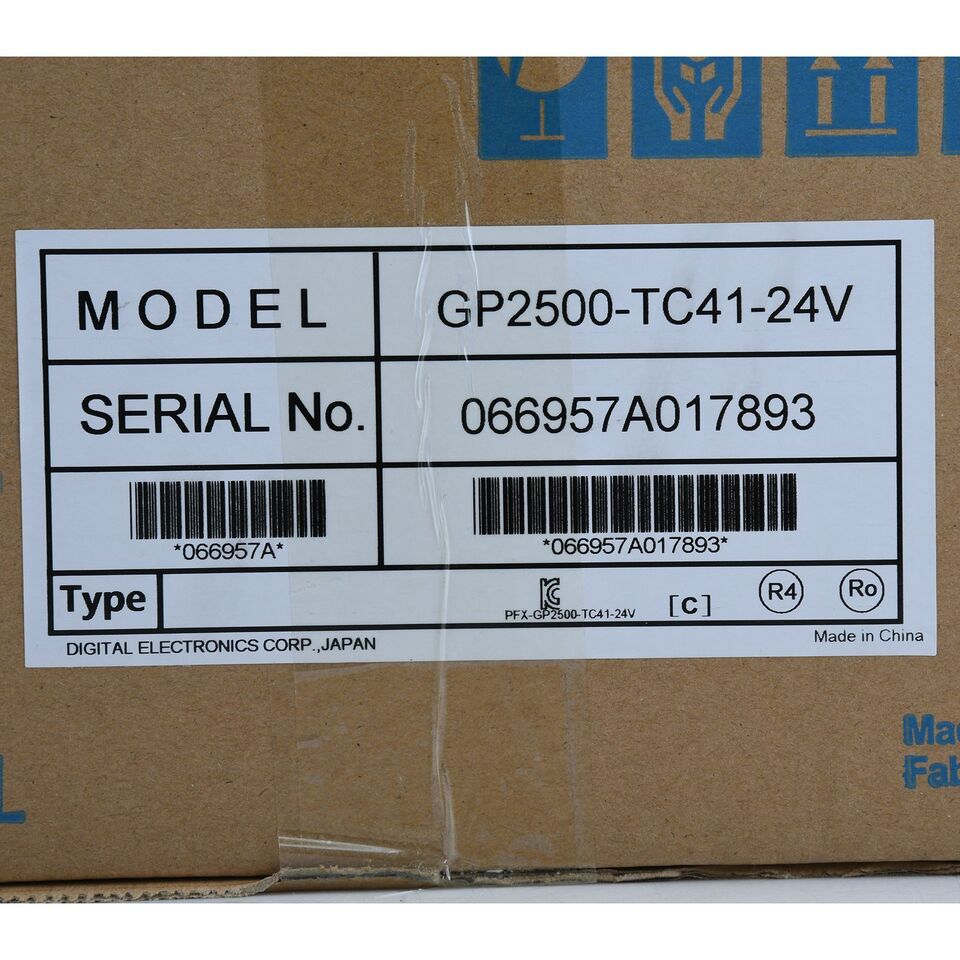 MODEL GP2500-TC41-24V
SERIAL No. 066957A017893
*066957A* *066957A017893*
Type
PFX-GP2500-TC41-24V [C] R4 Ro
DIGITAL ELECTRONICS CORP.,JAPAN Made in China